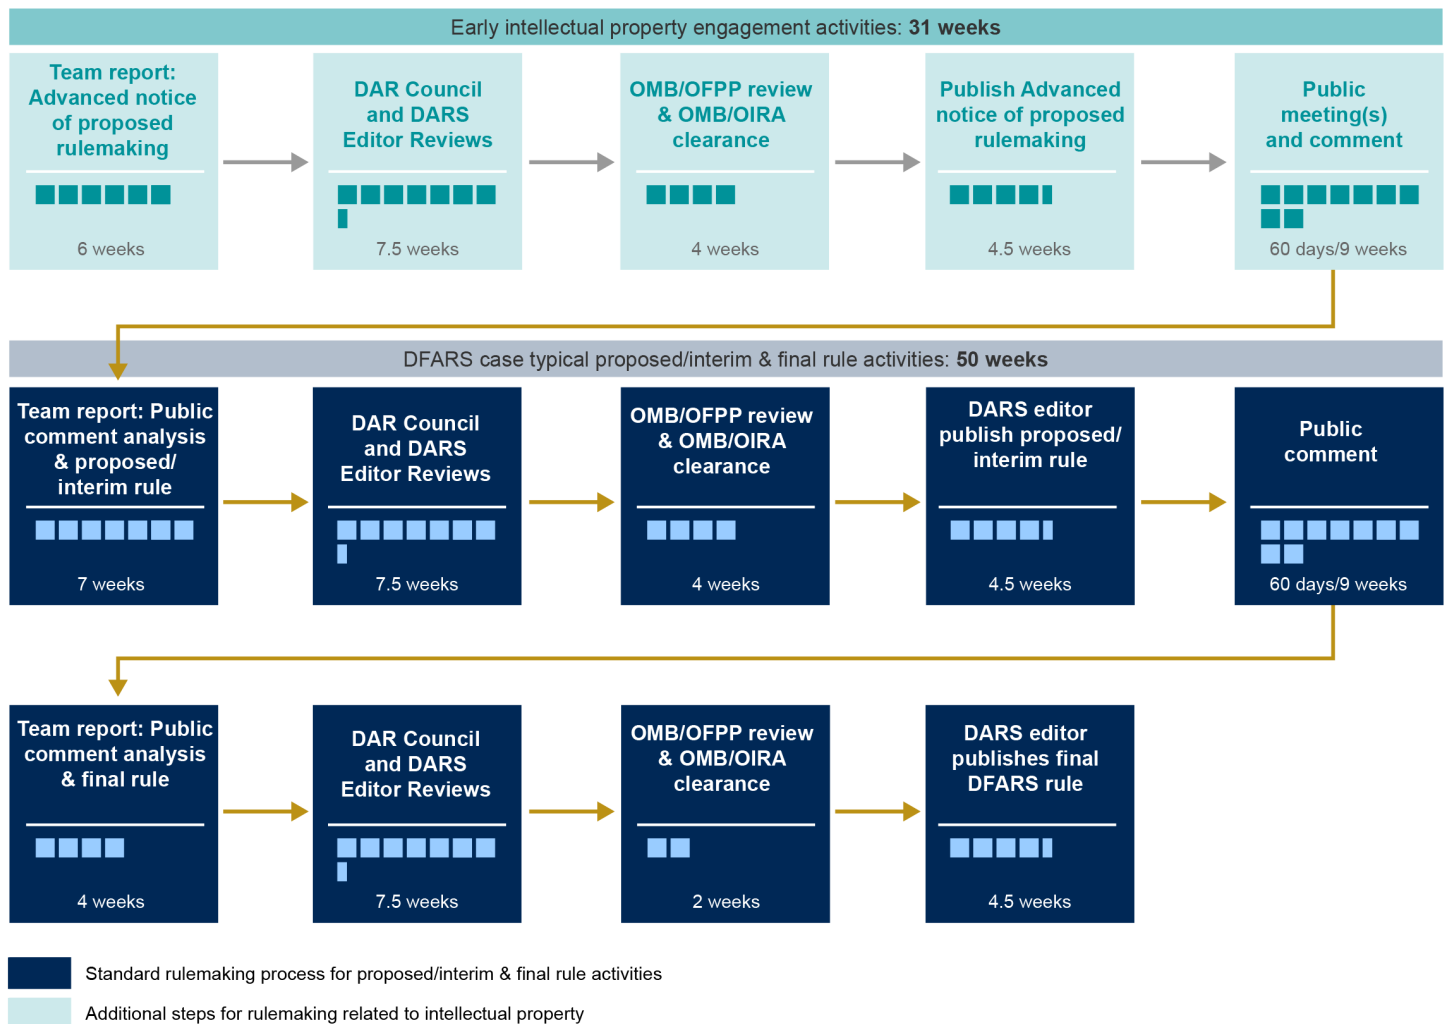 Early intellectual property engagement activities: 31 weeks
Team report:
Advanced notice
of proposed
rulemaking
6 weeks
DAR Council
and DARS
Editor Reviews
7.5 weeks
OMB/OFPP review
& OMB/OIRA
clearance
4 weeks
Publish Advanced
notice of proposed
rulemaking
4.5 weeks
Public
meeting(s)
and comment
60 days/9 weeks
DFARS case typical proposed/interim & final rule activities: 50 weeks
Team report: Public
comment analysis
& proposed/
interim rule
7 weeks
DAR Council
and DARS
Editor Reviews
7.5 weeks
OMB/OFPP review
& OMB/OIRA
clearance
4 weeks
DARS editor
publish proposed/
interim rule
4.5 weeks
Public
comment
60 days/9 weeks
Team report: Public
comment analysis
& final rule
4 weeks
DAR Council
and DARS
Editor Reviews
7.5 weeks
OMB/OFPP review
& OMB/OIRA
clearance
2 weeks
DARS editor
publishes final
DFARS rule
4.5 weeks
Standard rulemaking process for proposed/interim & final rule activities
Additional steps for rulemaking related to intellectual property